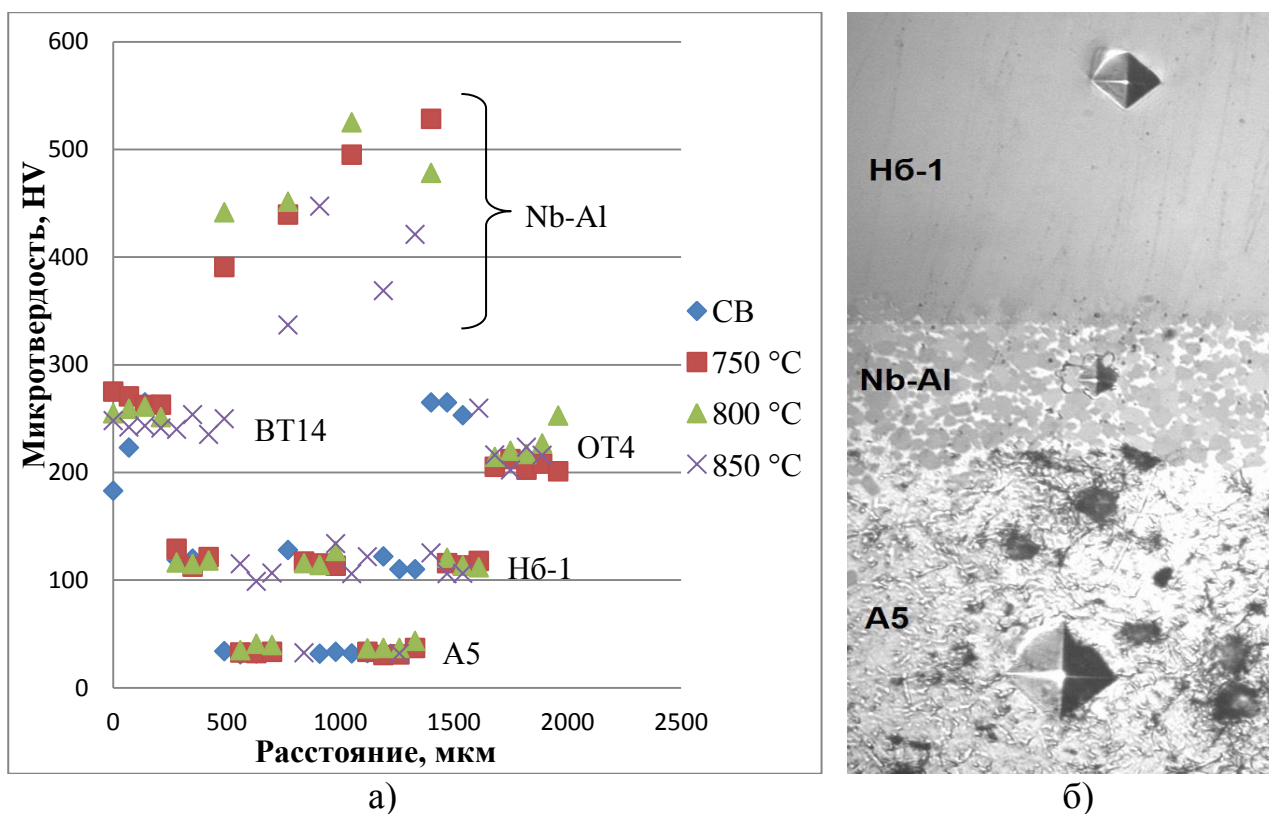 600
500
400
300
200
100
0
Микротвердость, HV
0
500
1000
1500
2000
2500
Расстояние, мкм
Nb-Al
ВТ14
ОТ4
Нб-1
А5
СВ
750 °C
800 °C
850 °C
а)
Нб-1
Nb-Al
А5
б)